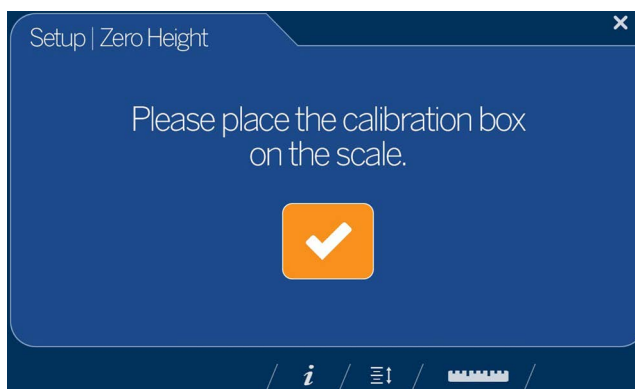 Setup | Zero Height
Please place the calibration box
on the scale.
i